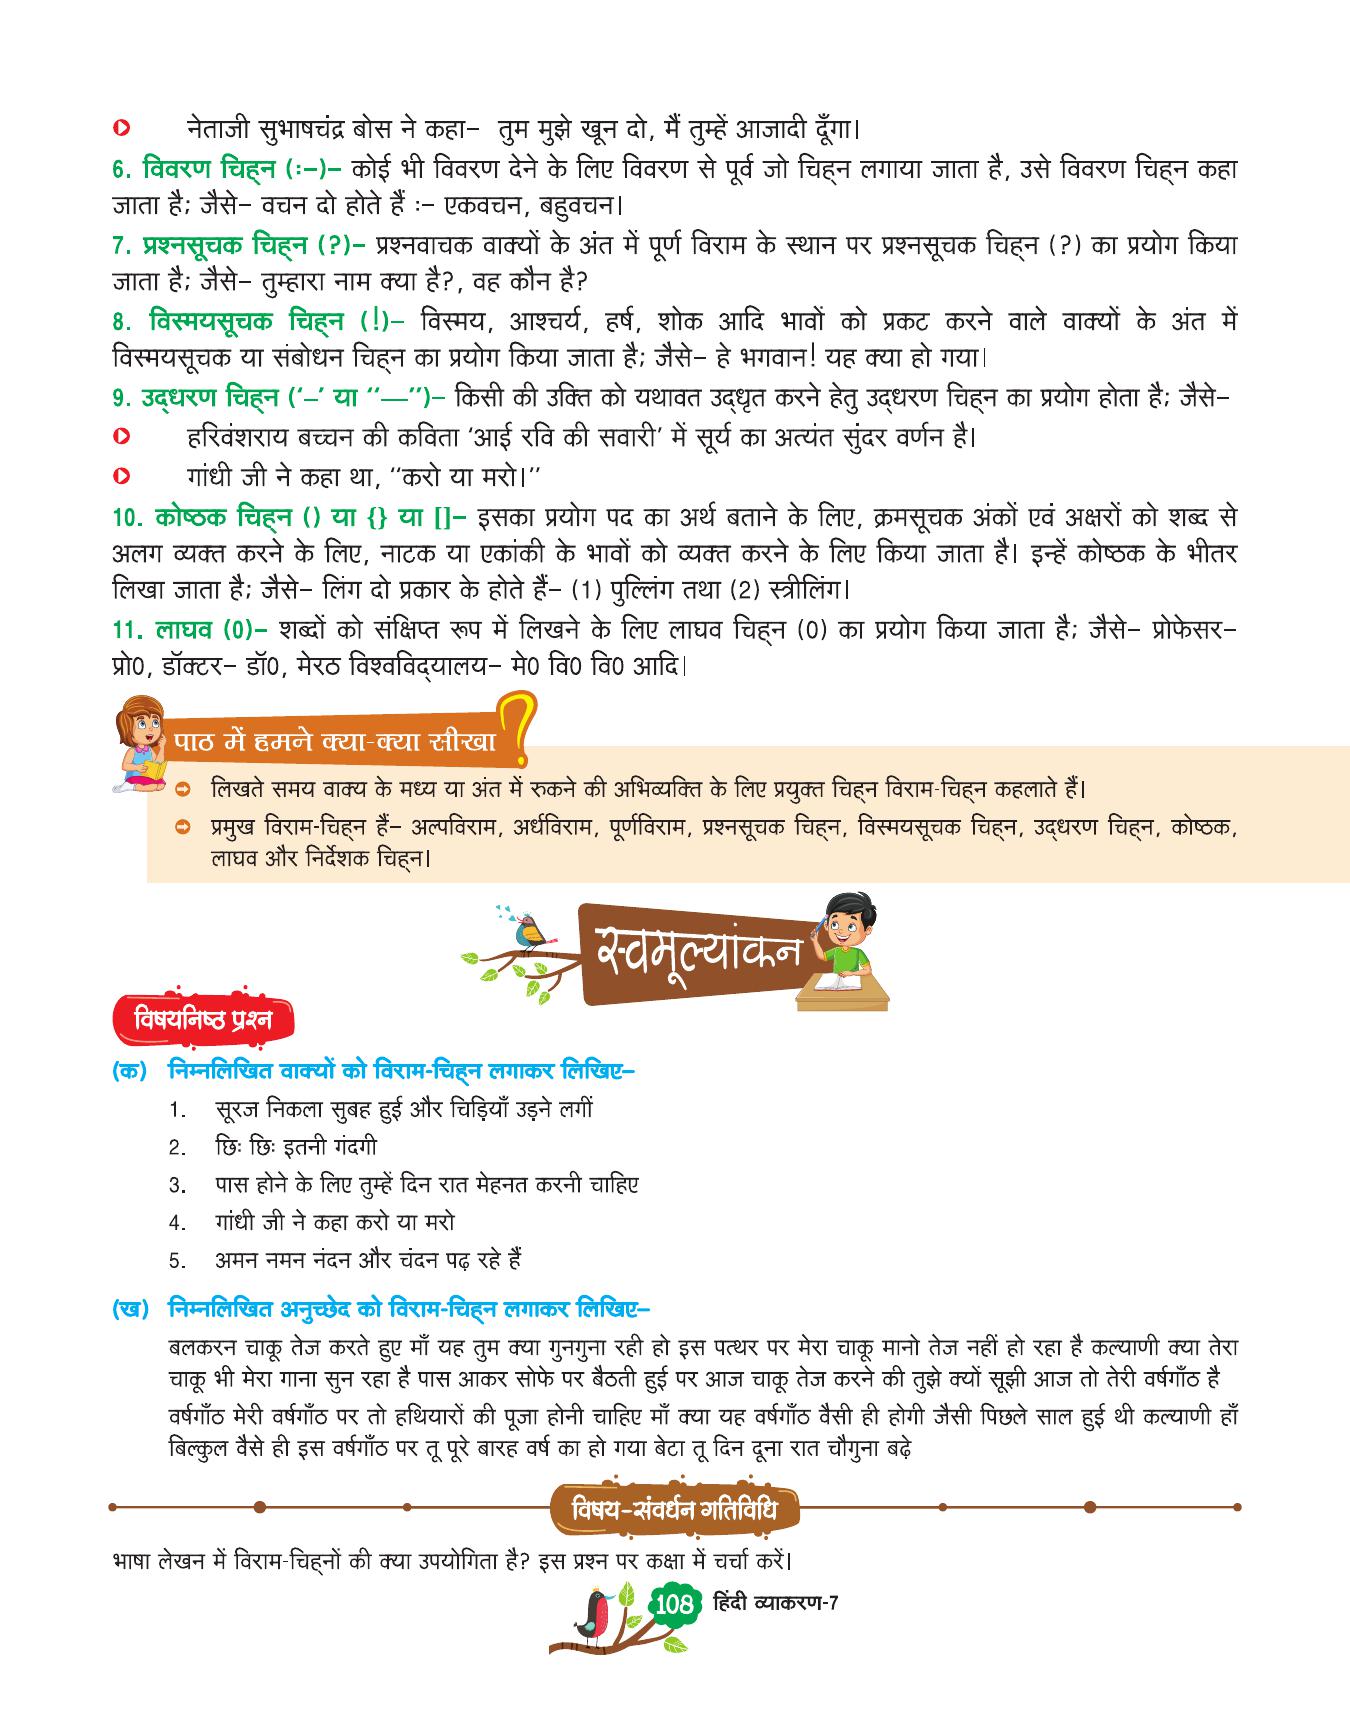 नेताजी सुभाषचंद्र बोस ने कहा– तुम मुझे खून दो, मैं तुम्हें आजादी दूँगा।
6. विवरण चिह्न (:–)– कोई भी विवरण देने के लिए विवरण से पूर्व जो चिह्न लगाया जाता है, उसे विवरण चिह्न कहा
जाता है; जैसे– वचन दो होते हैं :– एकवचन, बहुवचन।
7. प्रश्नसूचक चिह्न (?)– प्रश्नवाचक वाक्यों के अंत में पूर्ण विराम के स्थान पर प्रश्नसूचक चिह्न (?) का प्रयोग किया
जाता है; जैसे– तुम्हारा नाम क्या है?, वह कौन है?
8. विस्मयसूचक चिह्न (!)– विस्मय, आश्चर्य, हर्ष, शोक आदि भावों को प्रकट करने वाले वाक्यों के अंत में
विस्मयसूचक या संबोधन चिह्न का प्रयोग किया जाता है; जैसे– हे भगवान! यह क्या हो गया।
9. उद्धरण चिह्न (‘–’ या ‘‘—’’)– किसी की उक्ति को यथावत उद्धृत करने हेतु उद्धरण चिह्न का प्रयोग होता है; जैसे–
हरिवंशराय बच्चन की कविता ‘आई रवि की सवारी’ में सूर्य का अत्यंत सुंदर वर्णन है।
गांधी जी ने कहा था, ‘‘करो या मरो।’’
10. कोष्ठक चिह्न () या {} या []– इसका प्रयोग पद का अर्थ बताने के लिए, क्रमसूचक अंकों एवं अक्षरों को शब्द से
अलग व्यक्त करने के लिए, नाटक या एकांकी के भावों को व्यक्त करने के लिए किया जाता है। इन्हें कोष्ठक के भीतर
लिखा जाता है; जैसे– लिंग दो प्रकार के होते हैं– (1) पुल्लिंग तथा (2) स्त्रीलिंग।
11. लाघव (0)– शब्दों को संक्षिप्त रूप में लिखने के लिए लाघव चिह्न (0) का प्रयोग किया जाता है; जैसे– प्रोफेसर–
प्रो0, डॉक्टर– डॉ0, मेरठ विश्वविद्यालय– मे0 वि0 वि0 आदि।
पाठ में हमने क्या-क्या सीखा ?
लिखते समय वाक्य के मध्य या अंत में रुकने की अभिव्यक्ति के लिए प्रयुक्त चिह्न विराम-चिह्न कहलाते हैं।
प्रमुख विराम-चिह्न हैं– अल्पविराम, अर्धविराम, पूर्णविराम, प्रश्नसूचक चिह्न, विस्मयसूचक चिह्न, उद्धरण चिह्न, कोष्ठक,
लाघव और निर्देशक चिह्न।
स्वमूल्यांकन
विषयनिष्ठ प्रश्न
(क) निम्नलिखित वाक्यों को विराम-चिह्न लगाकर लिखिए–
1. सूरज निकला सुबह हुई और चिड़ियाँ उड़ने लगीं
2. छिः छिः इतनी गंदगी
3. पास होने के लिए तुम्हें दिन रात मेहनत करनी चाहिए
4. गांधी जी ने कहा करो या मरो
5. अमन नमन नंदन और चंदन पढ़ रहे हैं
(ख) निम्नलिखित अनुच्छेद को विराम-चिह्न लगाकर लिखिए–
बलकरन चाकू तेज करते हुए माँ यह तुम क्या गुनगुना रही हो इस पत्थर पर मेरा चाकू मानो तेज नहीं हो रहा है कल्याणी क्या तेरा
चाकू भी मेरा गाना सुन रहा है पास आकर सोफे पर बैठती हुई पर आज चाकू तेज करने की तुझे क्यों सूझी आज तो तेरी वर्षगाँठ है
वर्षगाँठ मेरी वर्षगाँठ पर तो हथियारों की पूजा होनी चाहिए माँ क्या यह वर्षगाँठ वैसी ही होगी जैसी पिछले साल हुई थी कल्याणी हाँ
बिल्कुल वैसे ही इस वर्षगाँठ पर तू पूरे बारह वर्ष का हो गया बेटा तू दिन दूना रात चौगुना बढ़े
विषय–संवर्धन गतिविधि
भाषा लेखन में विराम-चिह्नों की क्या उपयोगिता है? इस प्रश्न पर कक्षा में चर्चा करें।
108 हिंदी व्याकरण-7